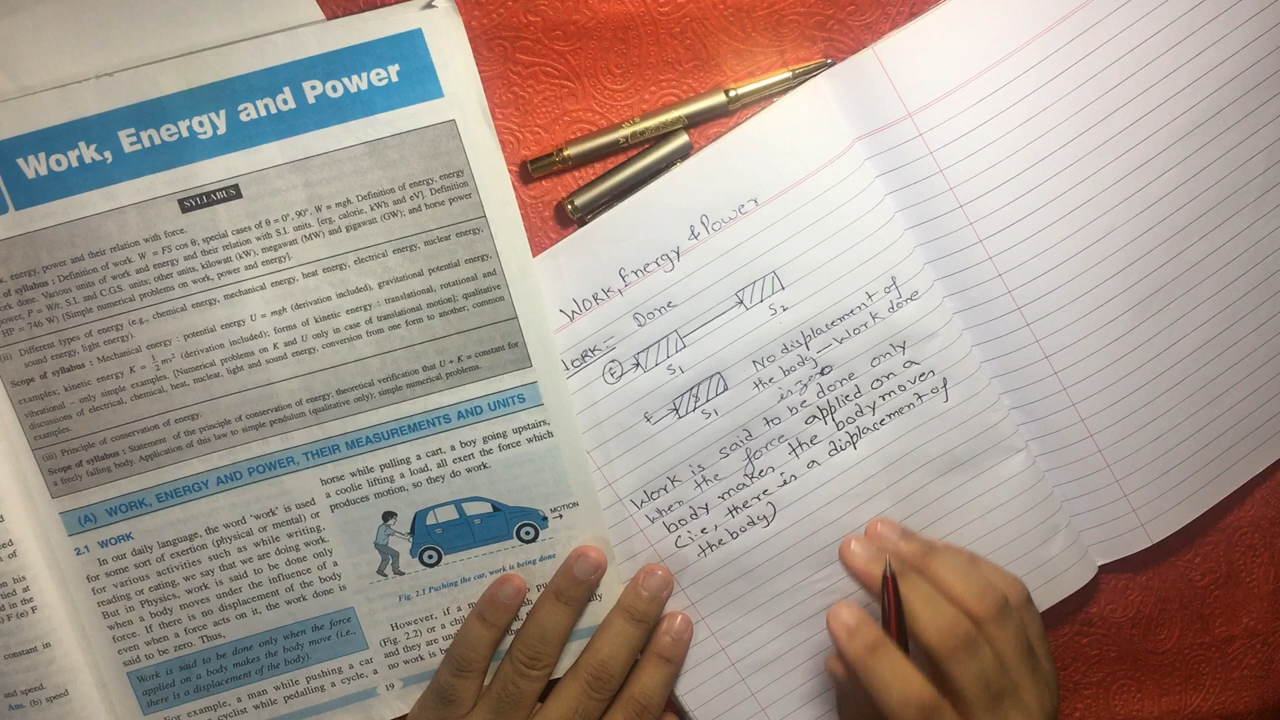 Work, Energy and Power
SYLLABUS
energy, power and their relation with force.
of syllabus : Definition of work. W = FS cos θ; special cases of θ = 0°, 90°. W = mgh. Definition of energy, energy
work done. Various units of work and energy and their relation with S.I. units. [erg, calorie, kWh and eV]. Definition
power, P = W/t; S.I. and C.G.S. units; other units, kilowatt (kW), megawatt (MW) and gigawatt (GW); and horse power
HP = 746 W) [Simple numerical problems on work, power and energy].
(ii) Different types of energy (e.g., chemical energy, mechanical energy, heat energy, electrical energy, nuclear energy,
sound energy, light energy).
Scope of syllabus : Mechanical energy : potential energy U = mgh (derivation included), gravitational potential energy,
examples; kinetic energy K = 1/2 mv² (derivation included); forms of kinetic energy : translational, rotational and
vibrational – only simple examples. [Numerical problems on K and U only in case of translational motion]; qualitative
discussions of electrical, chemical, heat, nuclear, light and sound energy, conversion from one form to another; common
examples.
(iii) Principle of conservation of energy.
Scope of syllabus : Statement of the principle of conservation of energy; theoretical verification that U + K = constant for
a freely falling body. Application of this law to simple pendulum (qualitative only); simple numerical problems.
(A) WORK, ENERGY AND POWER, THEIR MEASUREMENTS AND UNITS
2.1 WORK
In our daily language, the word 'work' is used
for some sort of exertion (physical or mental) or
for various activities such as while writing,
reading or eating, we say that we are doing work.
But in Physics, work is said to be done only
when a body moves under the influence of a
force. If there is no displacement of the body
even when a force acts on it, the work done is
said to be zero. Thus,
Work is said to be done only when the force
applied on a body makes the body move (i.e.,
there is a displacement of the body).
For example, a man while pushing a car
cyclist while pedalling a cycle, a
horse while pulling a cart, a boy going upstairs,
a coolie lifting a load, all exert the force which
produces motion, so they do work.
MOTION
Fig. 2.1 Pushing the car, work is being done
However, if a
(Fig. 2.2) or a
and they are
no work is
19
constant in
and speed.
Ans. (b) speed
WORK, Energy & Power
WORK:- Done
F
S1
S2
F
S1
No displacement of
the body — Work done
is zero
Work is said to be done only
when the force applied on a
body makes the body moves
(i.e., there is a displacement of
the body)